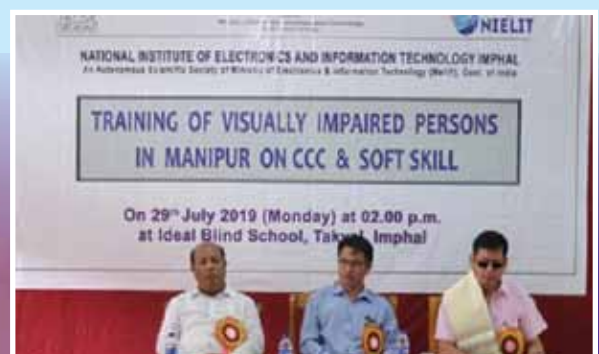 NIELIT
NATIONAL INSTITUTE OF ELECTRONICS AND INFORMATION TECHNOLOGY IMPHAL
An Autonomous Scientific Society of Ministry of Electronics & Information Technology (MeitY), Govt. of India
TRAINING OF VISUALLY IMPAIRED PERSONS
IN MANIPUR ON CCC & SOFT SKILL
On 29th July 2019 (Monday) at 02.00 p.m.
at Ideal Blind School, Takyel, Imphal